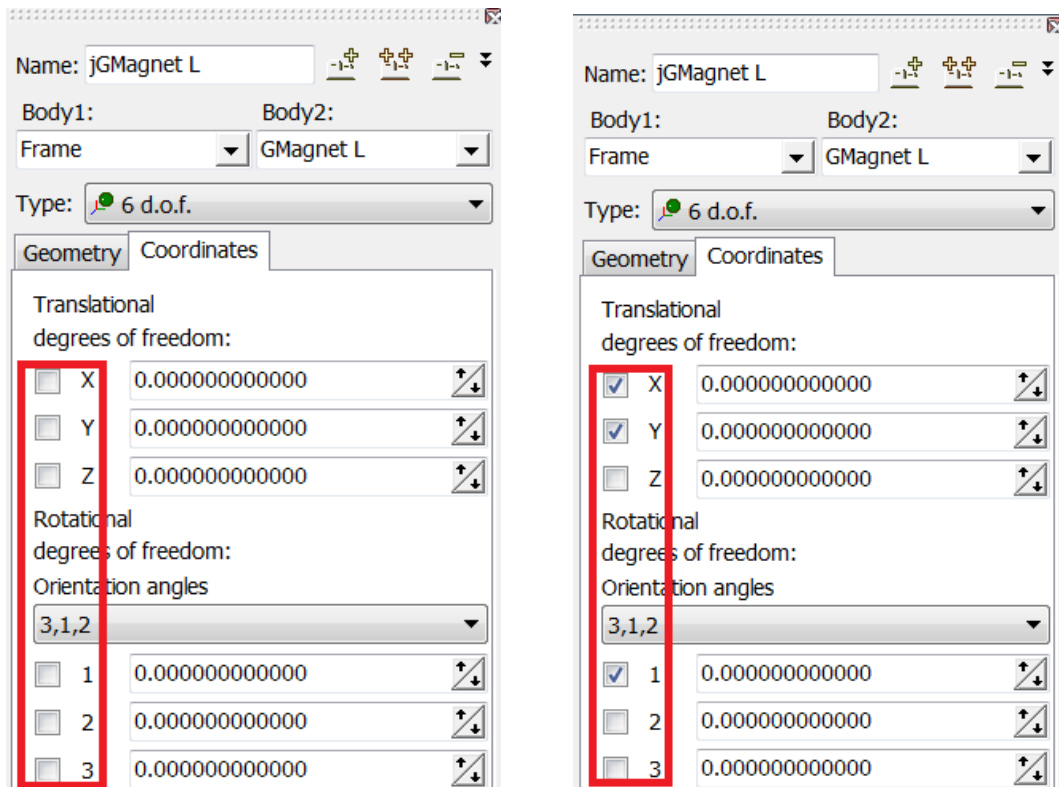 Name: jGMagnet L
Body1: Body2:
Frame GMagnet L
Type: 6 d.o.f.
Geometry Coordinates
Translational
degrees of freedom:
X 0.000000000000
Y 0.000000000000
Z 0.000000000000
Rotational
degrees of freedom:
Orientation angles
3,1,2
1 0.000000000000
2 0.000000000000
3 0.000000000000
Name: jGMagnet L
Body1: Body2:
Frame GMagnet L
Type: 6 d.o.f.
Geometry Coordinates
Translational
degrees of freedom:
X 0.000000000000
Y 0.000000000000
Z 0.000000000000
Rotational
degrees of freedom:
Orientation angles
3,1,2
1 0.000000000000
2 0.000000000000
3 0.000000000000